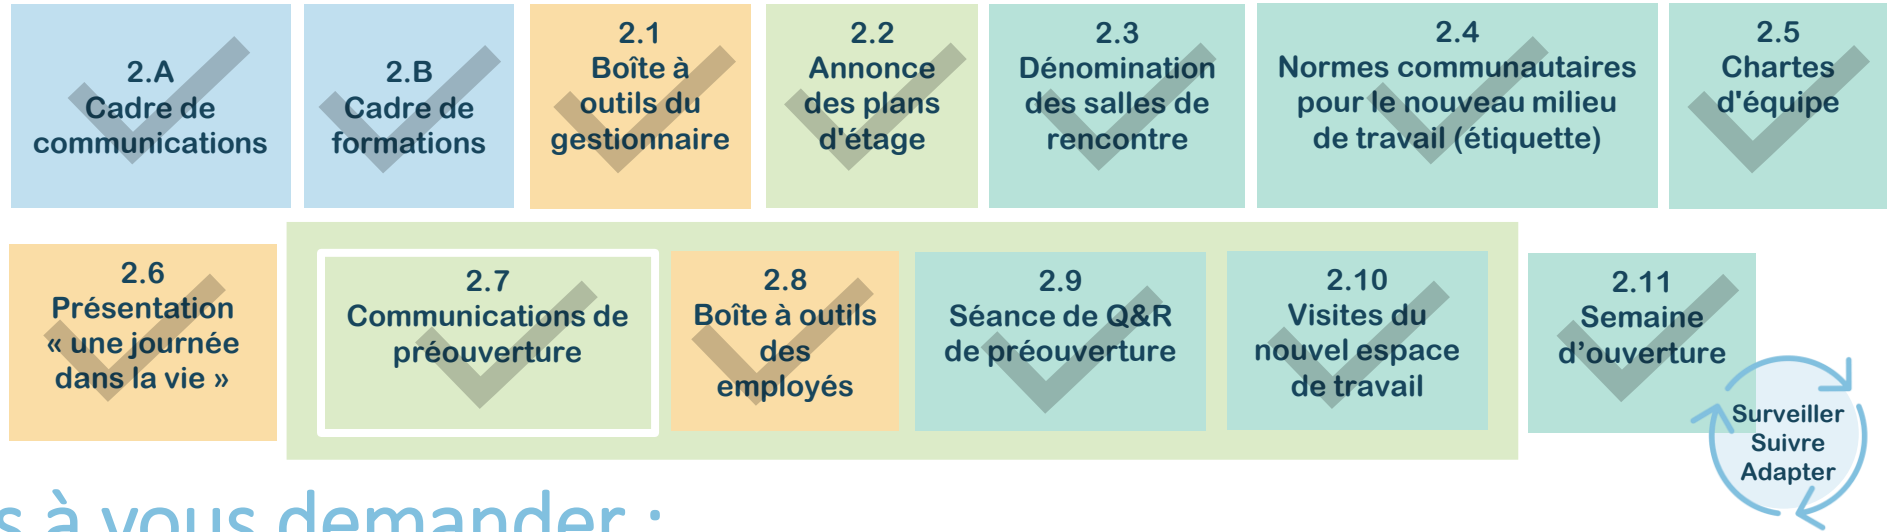 2.A
Cadre de
communications
2.B
Cadre de
formations
2.1
Boîte à
outils du
gestionnaire
2.2
Annonce
des plans
d'étage
2.3
Dénomination
des salles de
rencontre
2.4
Normes communautaires
pour le nouveau milieu
de travail (étiquette)
2.5
Chartes
d'équipe
2.6
Présentation
« une journée
dans la vie »
2.7
Communications de
préouverture
2.8
Boîte à outils
des
employés
2.9
Séance de Q&R
de préouverture
2.10
Visites du
nouvel espace
de travail
2.11
Semaine
d’ouverture
Surveiller
Suivre
Adapter
à vous demander :